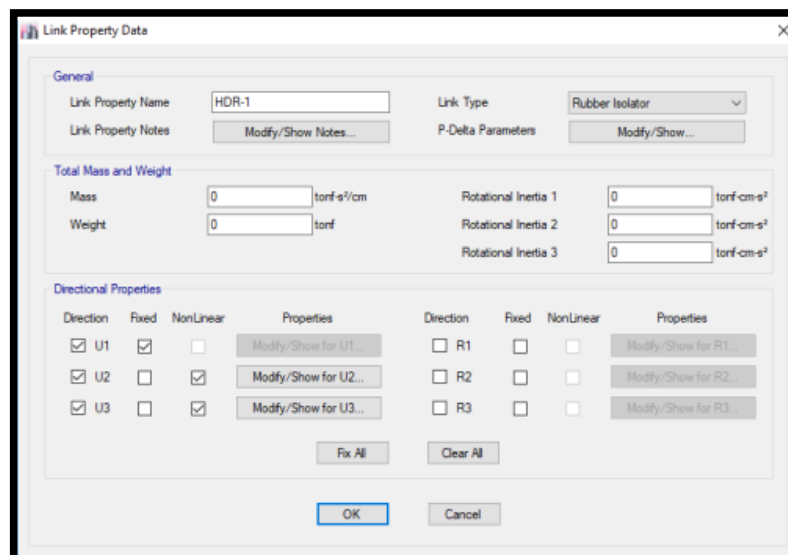 Link Property Data
General
Link Property Name HDR-1 Link Type Rubber Isolator
Link Property Notes Modify/Show Notes... P-Delta Parameters Modify/Show...
Total Mass and Weight
Mass 0 tonf-s²/cm Rotational Inertia 1 0 tonf-cm-s²
Weight 0 tonf Rotational Inertia 2 0 tonf-cm-s²
Rotational Inertia 3 0 tonf-cm-s²
Directional Properties
Direction Fixed NonLinear Properties Direction Fixed NonLinear Properties
U1 Modify/Show for U1... R1 Modify/Show for R1...
U2 Modify/Show for U2... R2 Modify/Show for R2...
U3 Modify/Show for U3... R3 Modify/Show for R3...
Fix All Clear All
OK Cancel